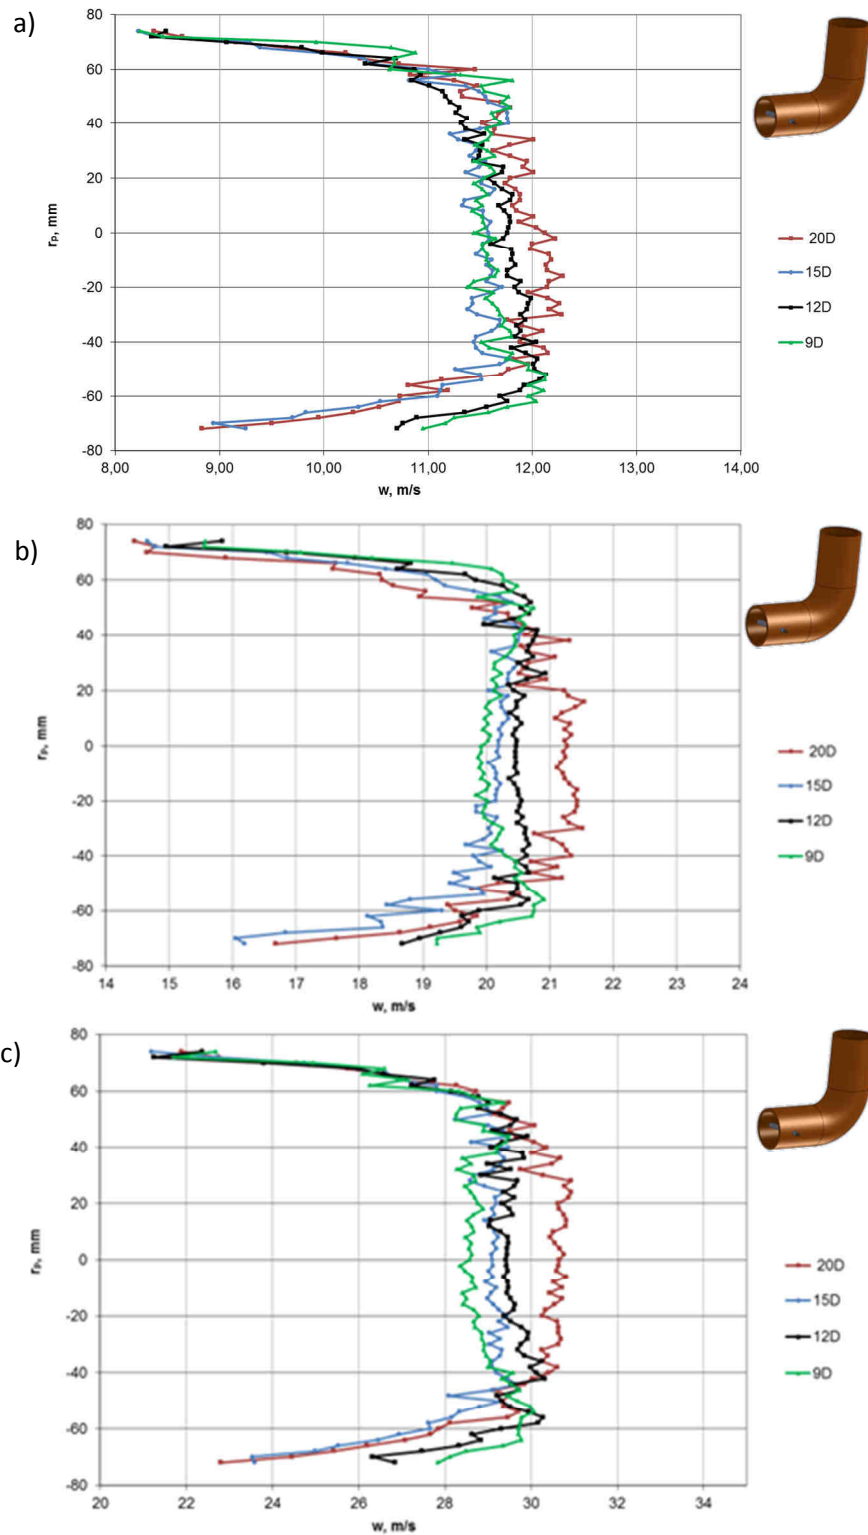 a)
80
60
40
20
0
-20
-40
-60
-80
rₚ, mm
8,00 9,00 10,00 11,00 12,00 13,00 14,00
w, m/s
20D
15D
12D
9D
b)
80
60
40
20
0
-20
-40
-60
-80
rₚ, mm
14 15 16 17 18 19 20 21 22 23 24
w, m/s
20D
15D
12D
9D
c)
80
60
40
20
0
-20
-40
-60
-80
rₚ, mm
20 22 24 26 28 30 32 34
w, m/s
20D
15D
12D
9D